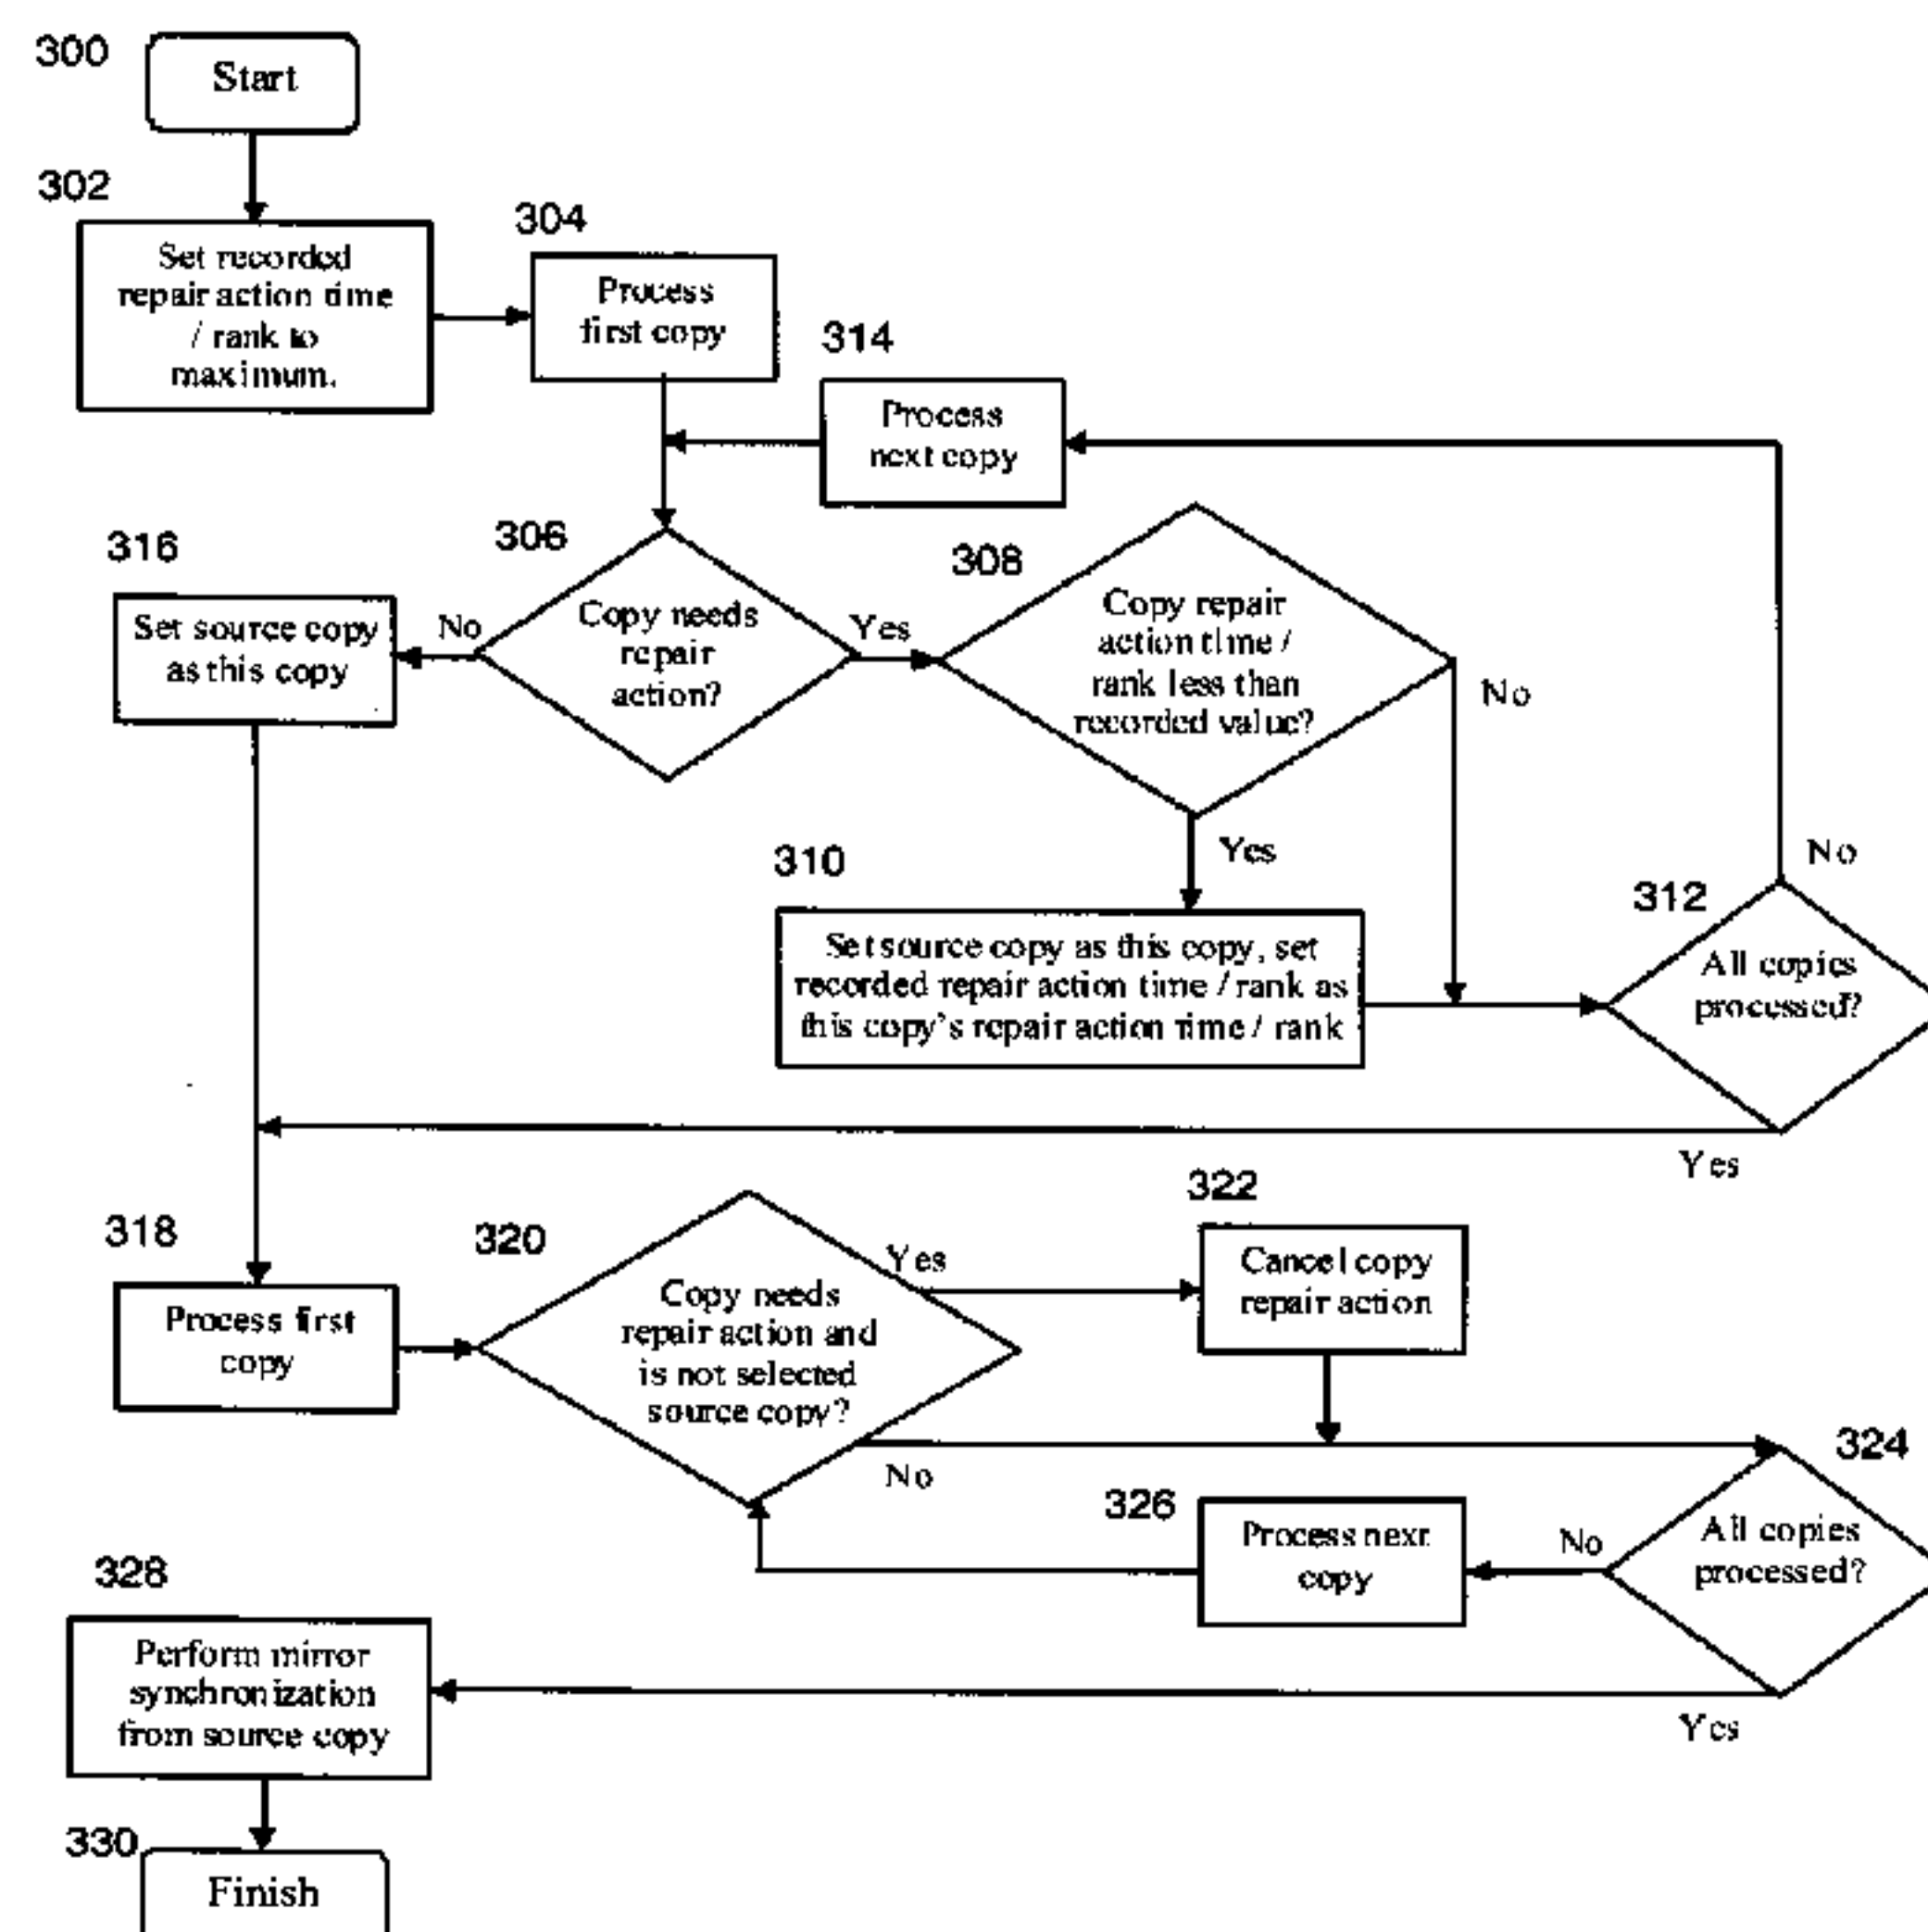 300
Start
302
Set recorded
repair action time
/ rank to
maximum.
304
Process
first copy
314
Process
next copy
306
Copy needs
repair
action?
No
Yes
316
Set source copy
as this copy
308
Copy repair
action time /
rank less than
recorded value?
No
Yes
310
Set source copy as this copy, set
recorded repair action time / rank as
this copy's repair action time / rank
312
All copies
processed?
No
Yes
318
Process first
copy
320
Copy needs
repair action and
is not selected
source copy?
Yes
No
322
Cancel copy
repair action
324
All copies
processed?
No
Yes
326
Process next
copy
328
Perform mirror
synchronization
from source copy
330
Finish